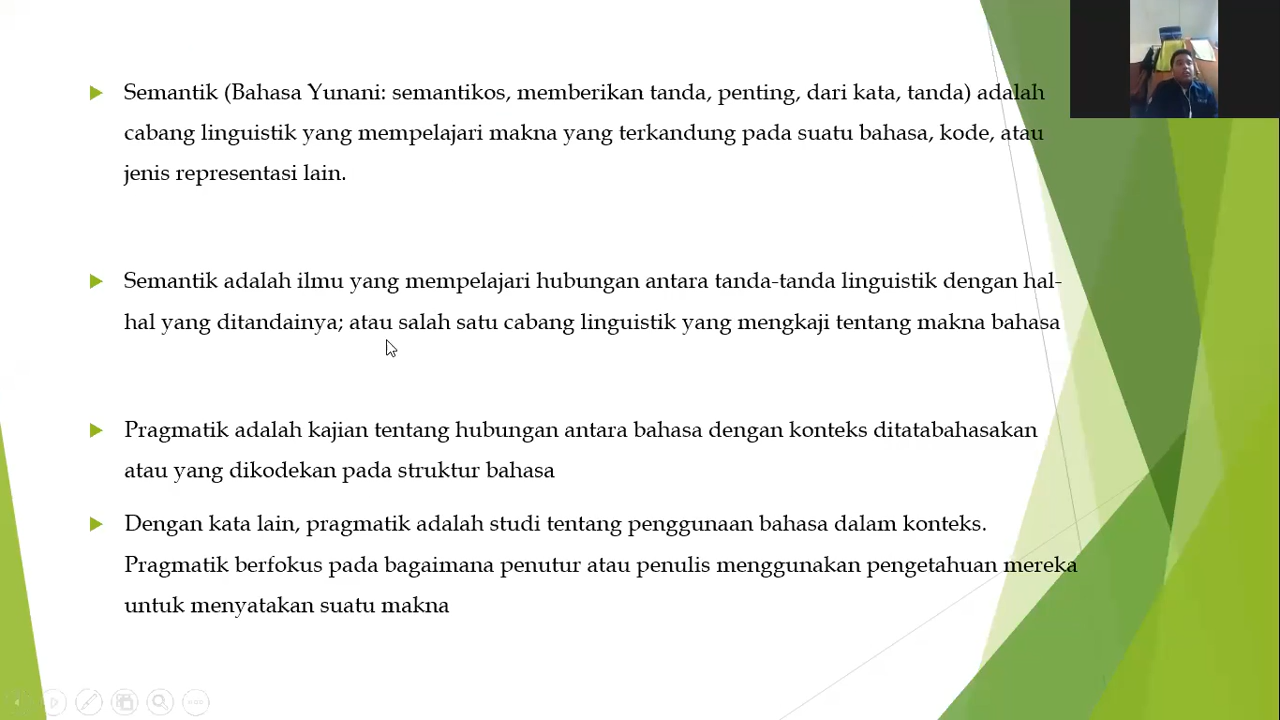 Semantik (Bahasa Yunani: semantikos, memberikan tanda, penting, dari kata, tanda) adalah
cabang linguistik yang mempelajari makna yang terkandung pada suatu bahasa, kode, atau
jenis representasi lain.
Semantik adalah ilmu yang mempelajari hubungan antara tanda-tanda linguistik dengan hal-
hal yang ditandainya; atau salah satu cabang linguistik yang mengkaji tentang makna bahasa
Pragmatik adalah kajian tentang hubungan antara bahasa dengan konteks ditatabahasakan
atau yang dikodekan pada struktur bahasa
Dengan kata lain, pragmatik adalah studi tentang penggunaan bahasa dalam konteks.
Pragmatik berfokus pada bagaimana penutur atau penulis menggunakan pengetahuan mereka
untuk menyatakan suatu makna